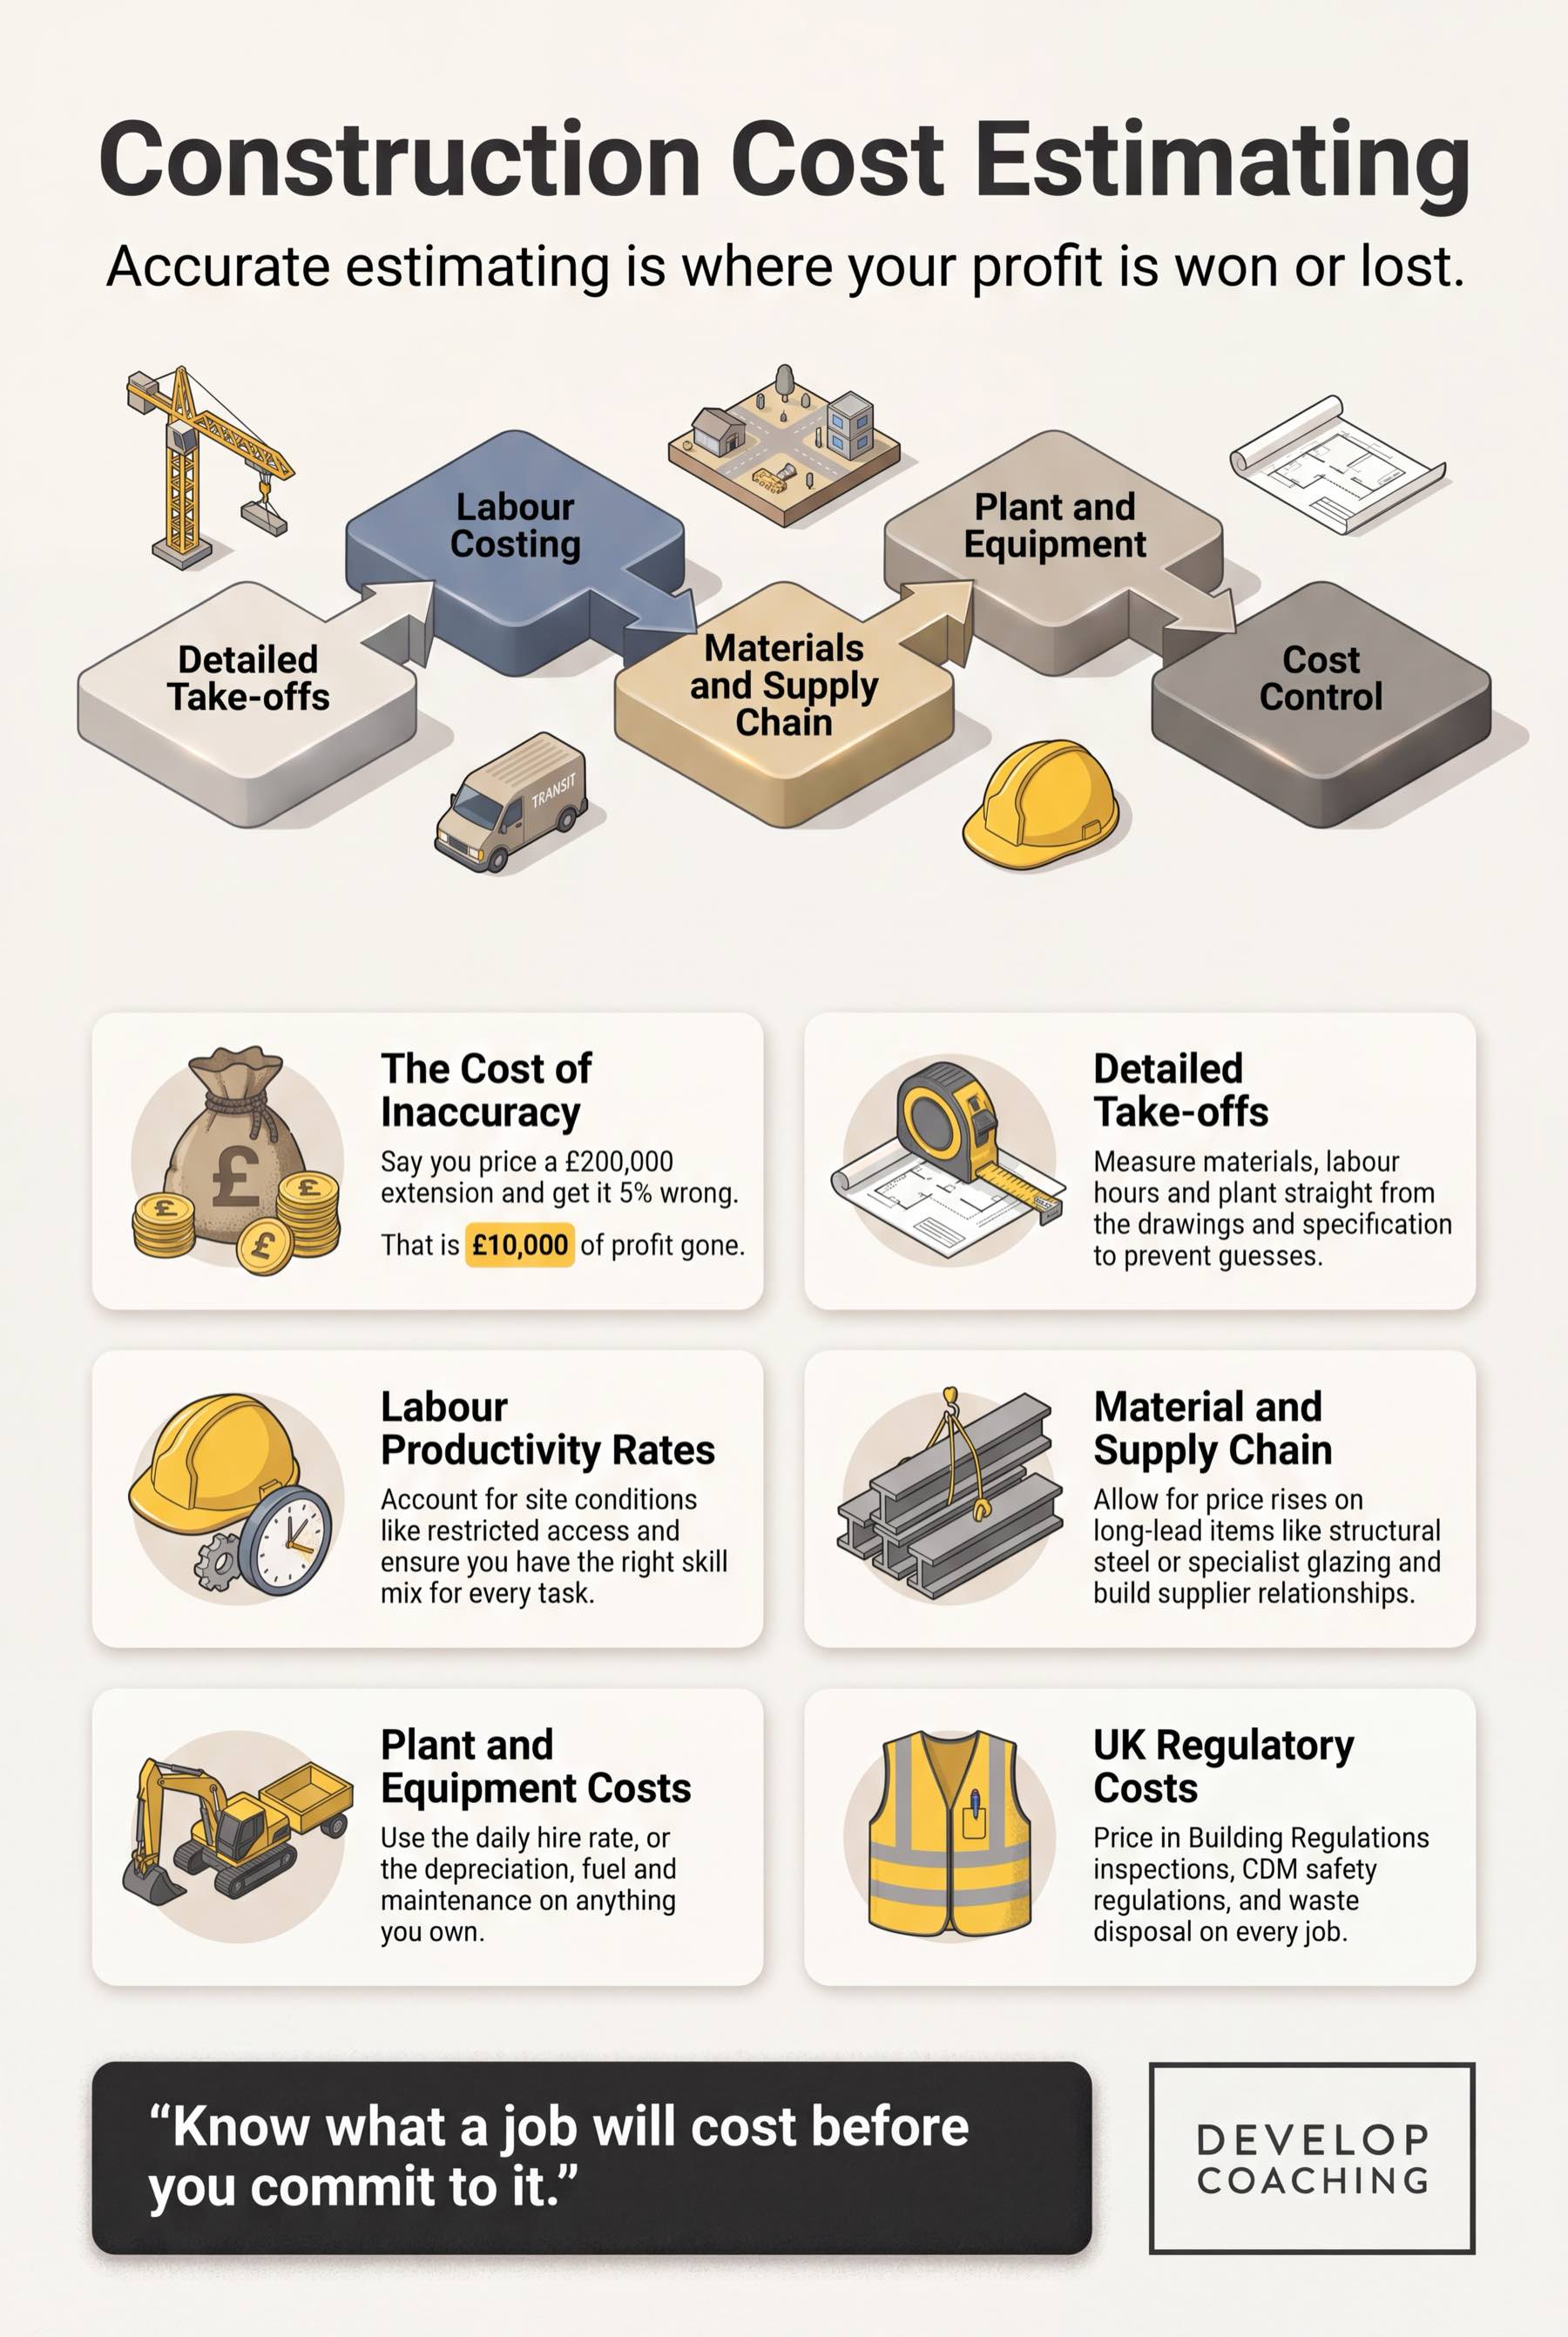 Construction Cost Estimating
Accurate estimating is where your profit is won or lost.
Labour
Costing
Plant and
Equipment
Detailed
Take-offs
Materials
and Supply
Chain
Cost
Control
TRANSIT
The Cost of
Inaccuracy
Say you price a £200,000
extension and get it 5% wrong.
That is £10,000 of profit gone.
£
£
£
£
Detailed
Take-offs
Measure materials, labour
hours and plant straight from
the drawings and specification
to prevent guesses.
Labour
Productivity Rates
Account for site conditions
like restricted access and
ensure you have the right skill
mix for every task.
Material and
Supply Chain
Allow for price rises on
long-lead items like structural
steel or specialist glazing and
build supplier relationships.
Plant and
Equipment Costs
Use the daily hire rate, or
the depreciation, fuel and
maintenance on anything
you own.
UK Regulatory
Costs
Price in Building Regulations
inspections, CDM safety
regulations, and waste
disposal on every job.
“Know what a job will cost before
you commit to it.”
DEVELOP
COACHING